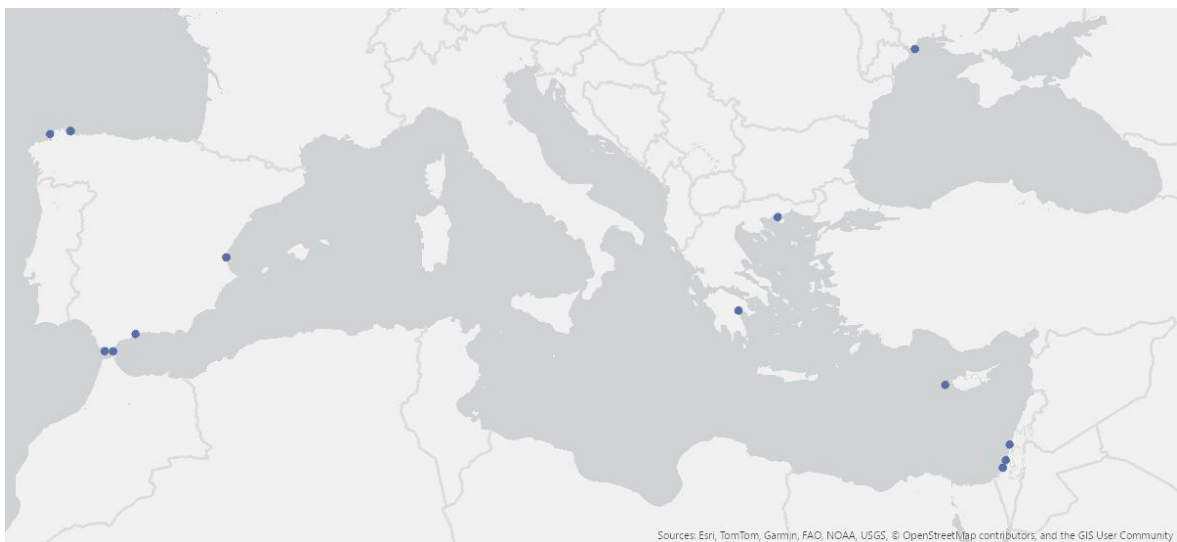 Sources: Esri, TomTom, Garmin, FAO, NOAA, USGS, © OpenStreetMap contributors, and the GIS User Community